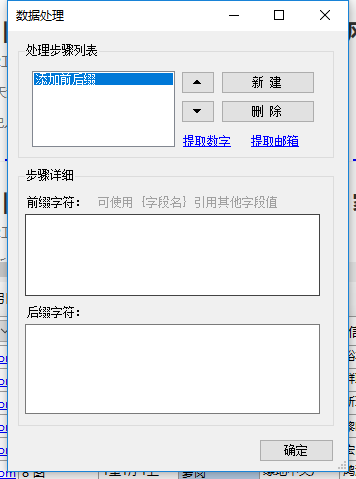 数据处理
处理步骤列表
添加前后缀
新 建
删 除
提取数字 提取邮箱
步骤详细
前缀字符： 可使用 {字段名} 引用其他字段值
后缀字符：
确定